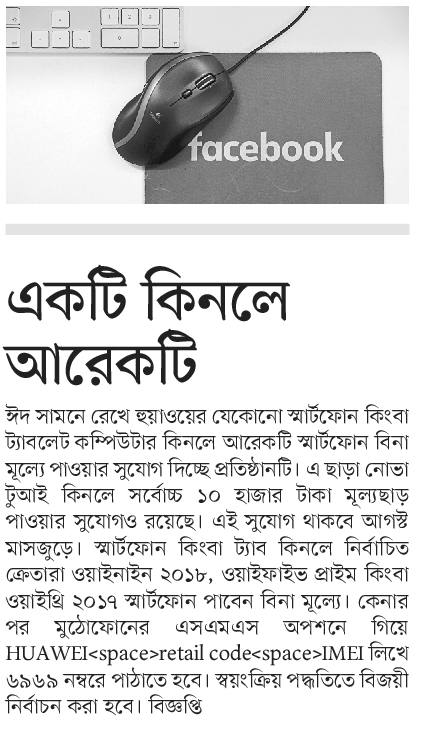 facebook
একটি কিনলে
আরেকটি
ঈদ সামনে রেখে হুয়াওয়ের যেকোনো স্মার্টফোন কিংবা
ট্যাবলেট কম্পিউটার কিনলে আরেকটি স্মার্টফোন বিনা
মূল্যে পাওয়ার সুযোগ দিচ্ছে প্রতিষ্ঠানটি। এ ছাড়া নোভা
টুআই কিনলে সর্বোচ্চ ১০ হাজার টাকা মূল্যছাড়
পাওয়ার সুযোগও রয়েছে। এই সুযোগ থাকবে আগস্ট
মাসজুড়ে। স্মার্টফোন কিংবা ট্যাব কিনলে নির্বাচিত
ক্রেতারা ওয়াইনাইন ২০১৮, ওয়াইফাইভ প্রাইম কিংবা
ওয়াইথ্রি ২০১৭ স্মার্টফোন পাবেন বিনা মূল্যে। কেনার
পর মুঠোফোনের এসএমএস অপশনে গিয়ে
HUAWEI<space>retail code<space>IMEI লিখে
৬৯৬৯ নম্বরে পাঠাতে হবে। স্বয়ংক্রিয় পদ্ধতিতে বিজয়ী
নির্বাচন করা হবে। বিজ্ঞপ্তি